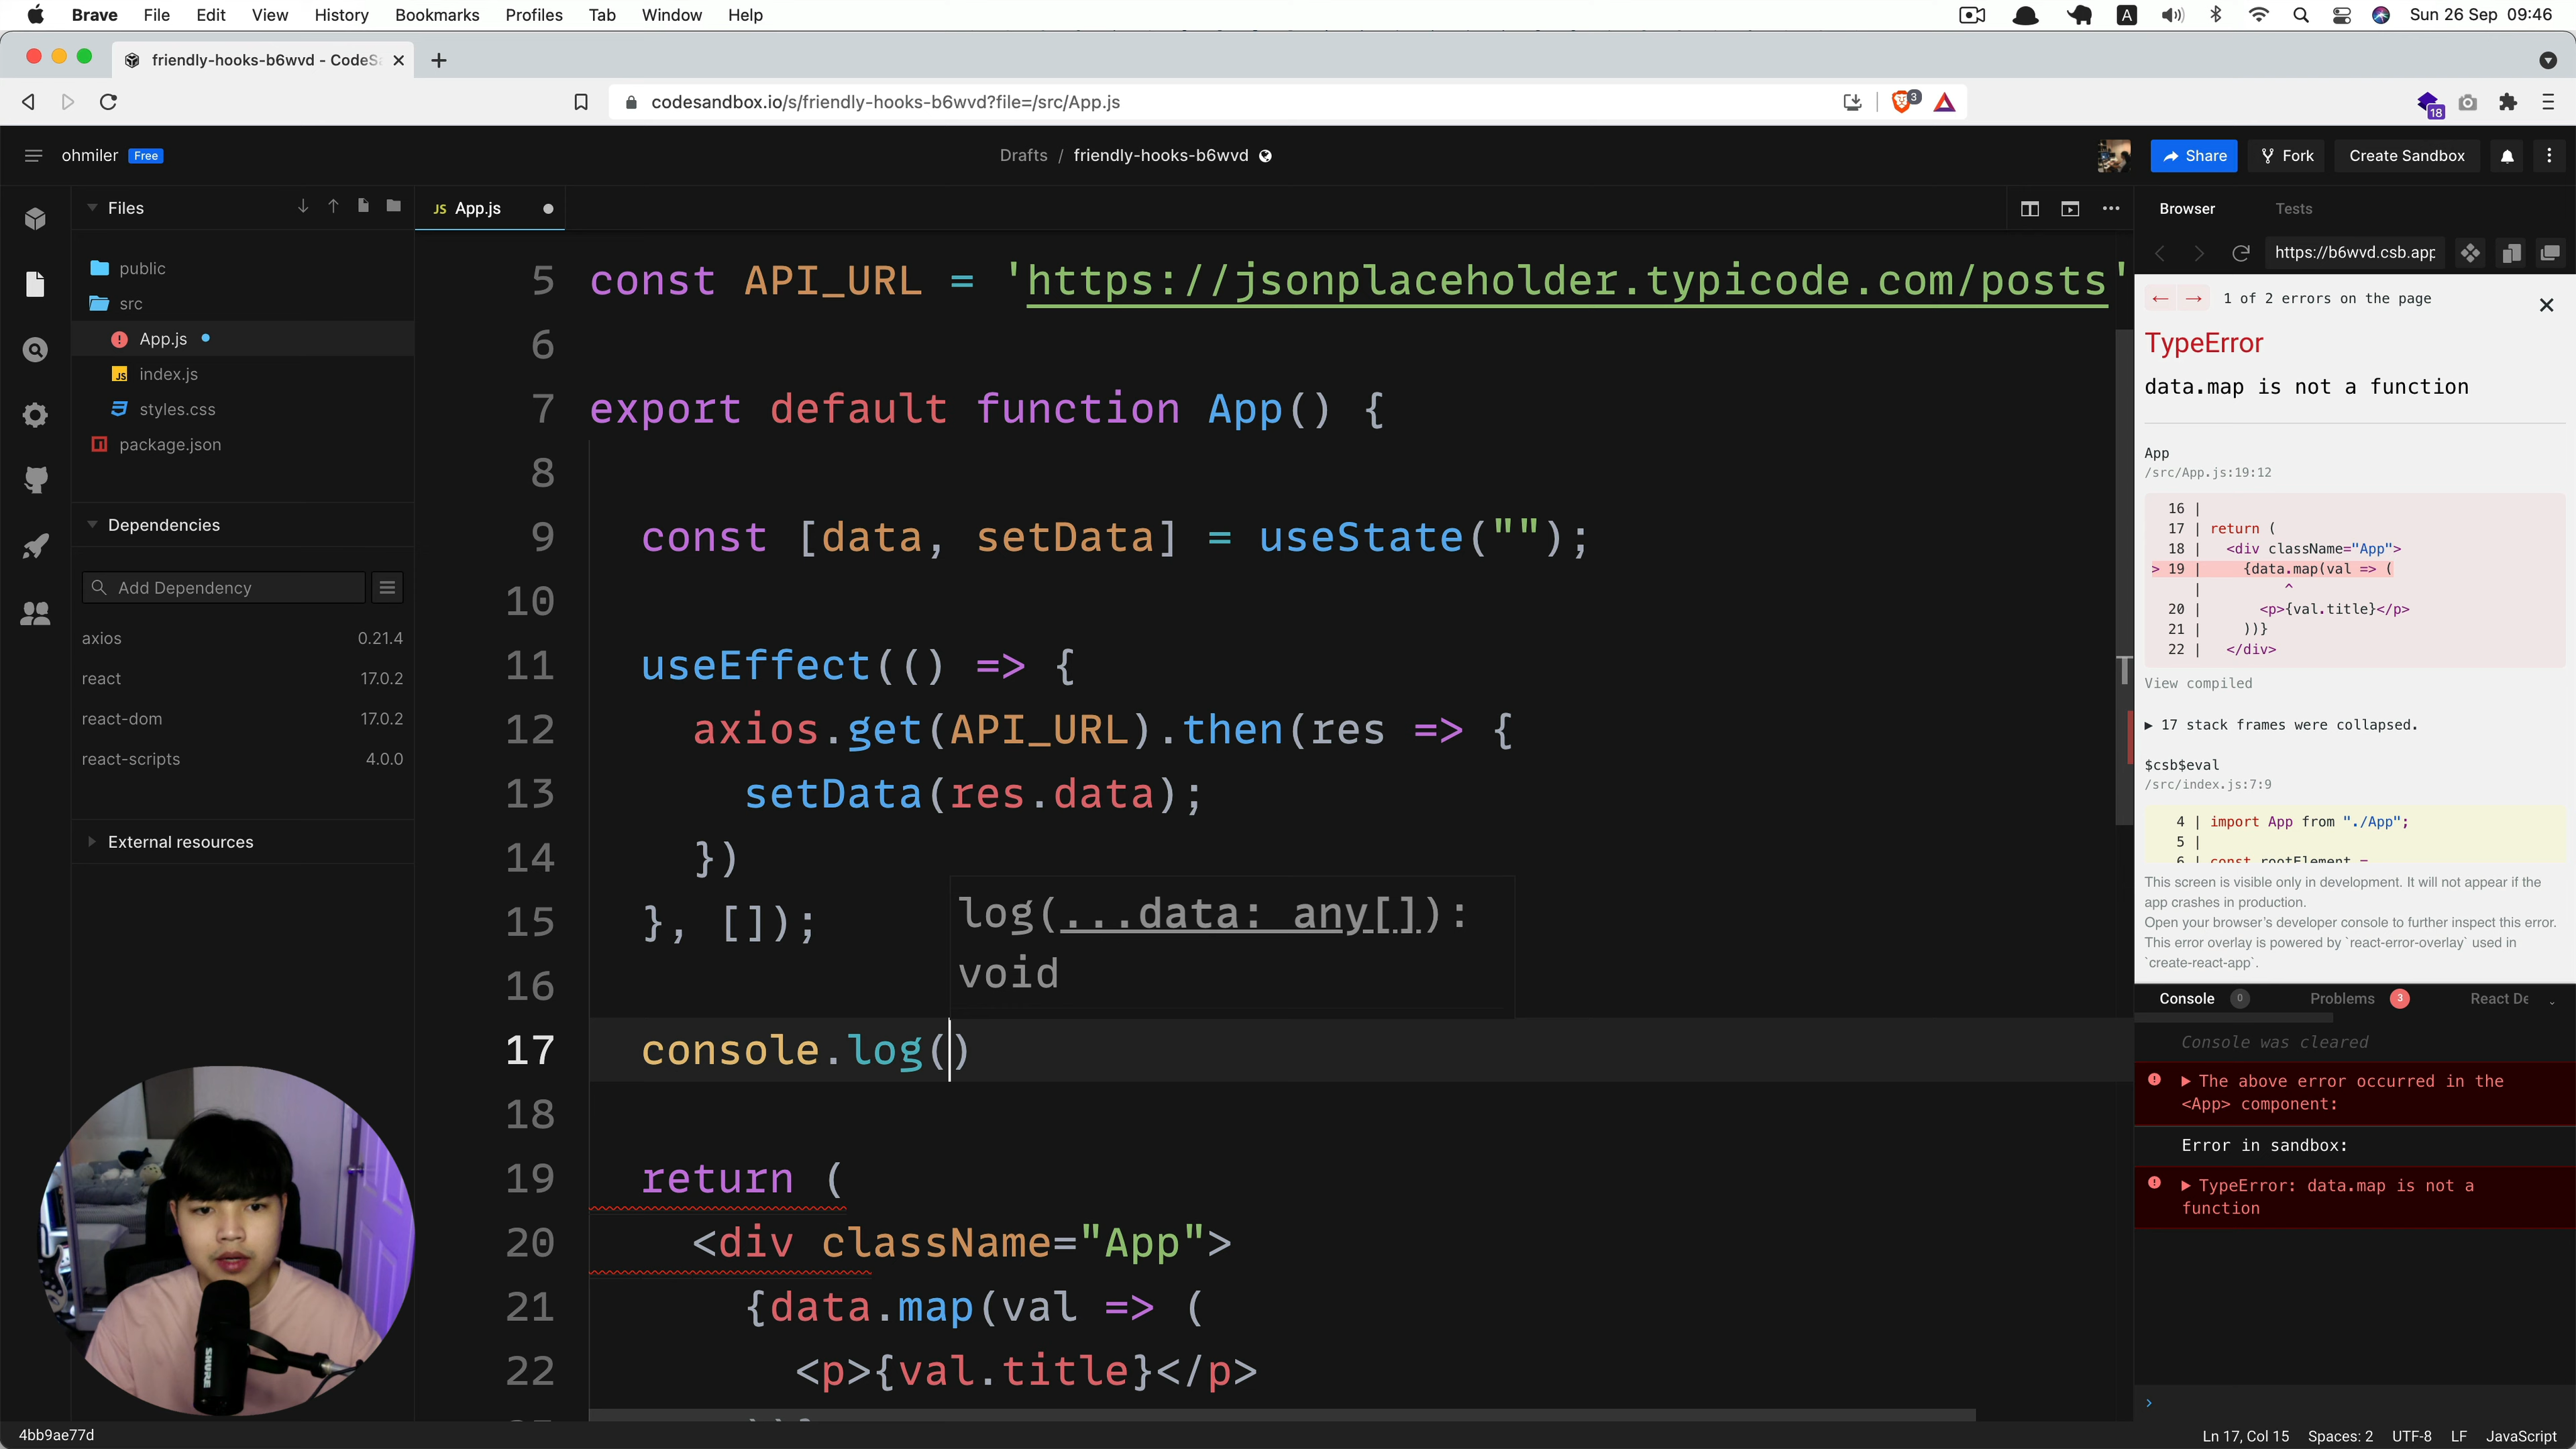 Brave File Edit View History Bookmarks Profiles Tab Window Help
A
Sun 26 Sep 09:46
friendly-hooks-b6wvd - CodeSa
codesandbox.io/s/friendly-hooks-b6wvd?file=/src/App.js
3
18
ohmiler Free
Drafts / friendly-hooks-b6wvd
Share Fork Create Sandbox
Files
public
src
App.js
JS index.js
styles.css
package.json
Dependencies
Add Dependency
axios 0.21.4
react 17.0.2
react-dom 17.0.2
react-scripts 4.0.0
External resources
JS App.js
5 const API_URL = 'https://jsonplaceholder.typicode.com/posts'
6
7 export default function App() {
8
9 const [data, setData] = useState("");
10
11 useEffect(() => {
12 axios.get(API_URL).then(res => {
13 setData(res.data);
14 })
15 }, []);
log(...data: any[]):
void
16
17 console.log()
18
19 return (
20 <div className="App">
21 {data.map(val => (
22 <p>{val.title}</p>
Browser Tests
https://b6wvd.csb.app
← → 1 of 2 errors on the page
TypeError
data.map is not a function
App
/src/App.js:19:12
16 |
17 | return (
18 | <div className="App">
> 19 | {data.map(val => (
| ^
20 | <p>{val.title}</p>
21 | ))}
22 | </div>
View compiled
▶ 17 stack frames were collapsed.
$csb$eval
/src/index.js:7:9
4 | import App from "./App";
5 |
6 | const rootElement =
This screen is visible only in development. It will not appear if the
app crashes in production.
Open your browser's developer console to further inspect this error.
This error overlay is powered by `react-error-overlay` used in
`create-react-app`.
Console 0 Problems 3 React De
Console was cleared
▶ The above error occurred in the
<App> component:
Error in sandbox:
▶ TypeError: data.map is not a
function
SHURE
4bb9ae77d
Ln 17, Col 15 Spaces: 2 UTF-8 LF JavaScript